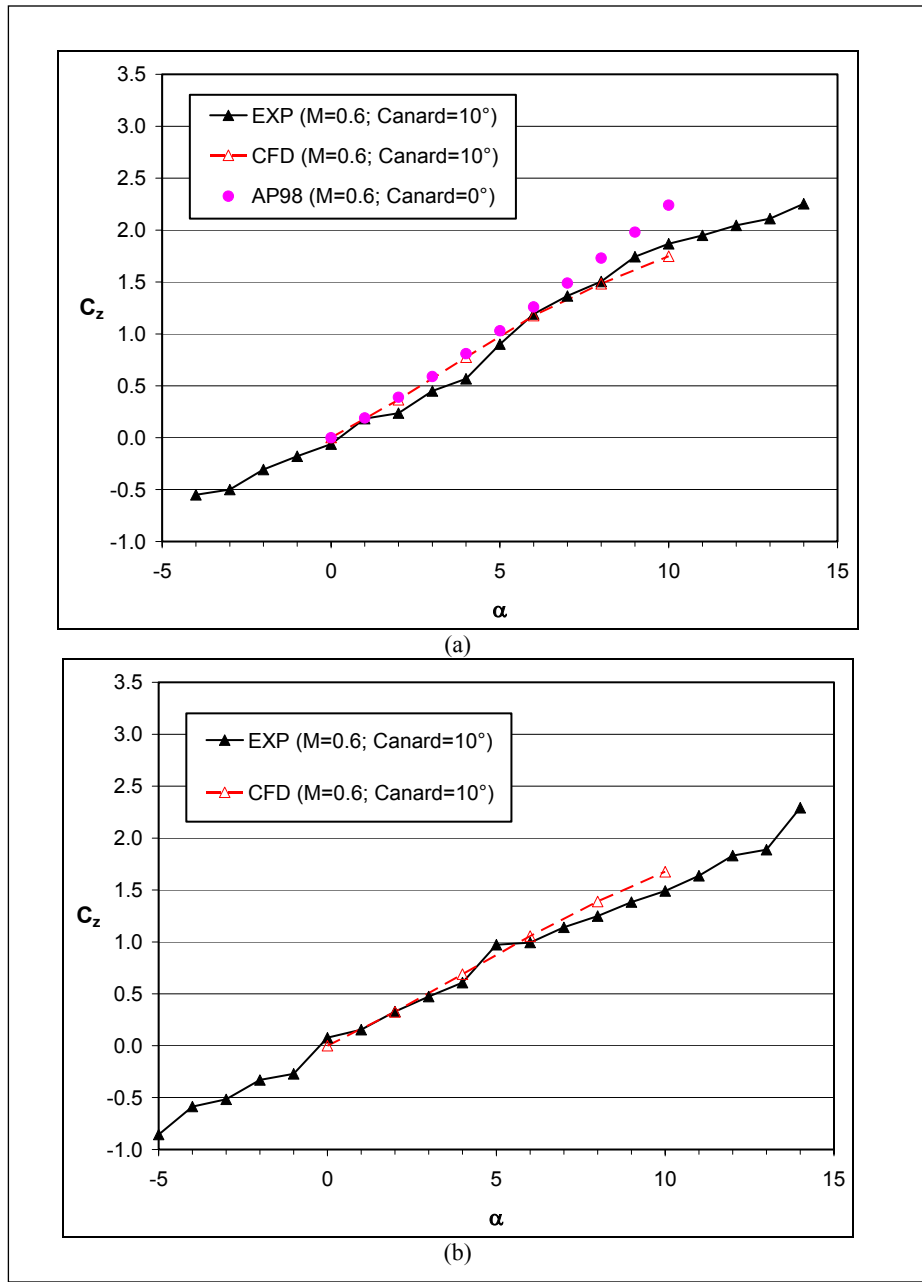 3.5
3.0
2.5
2.0
1.5
1.0
0.5
0.0
-0.5
-1.0
Cz
EXP (M=0.6; Canard=10°)
CFD (M=0.6; Canard=10°)
AP98 (M=0.6; Canard=0°)
-5 0 5 10 15
α
(a)
3.5
3.0
2.5
2.0
1.5
1.0
0.5
0.0
-0.5
-1.0
Cz
EXP (M=0.6; Canard=10°)
CFD (M=0.6; Canard=10°)
-5 0 5 10 15
α
(b)